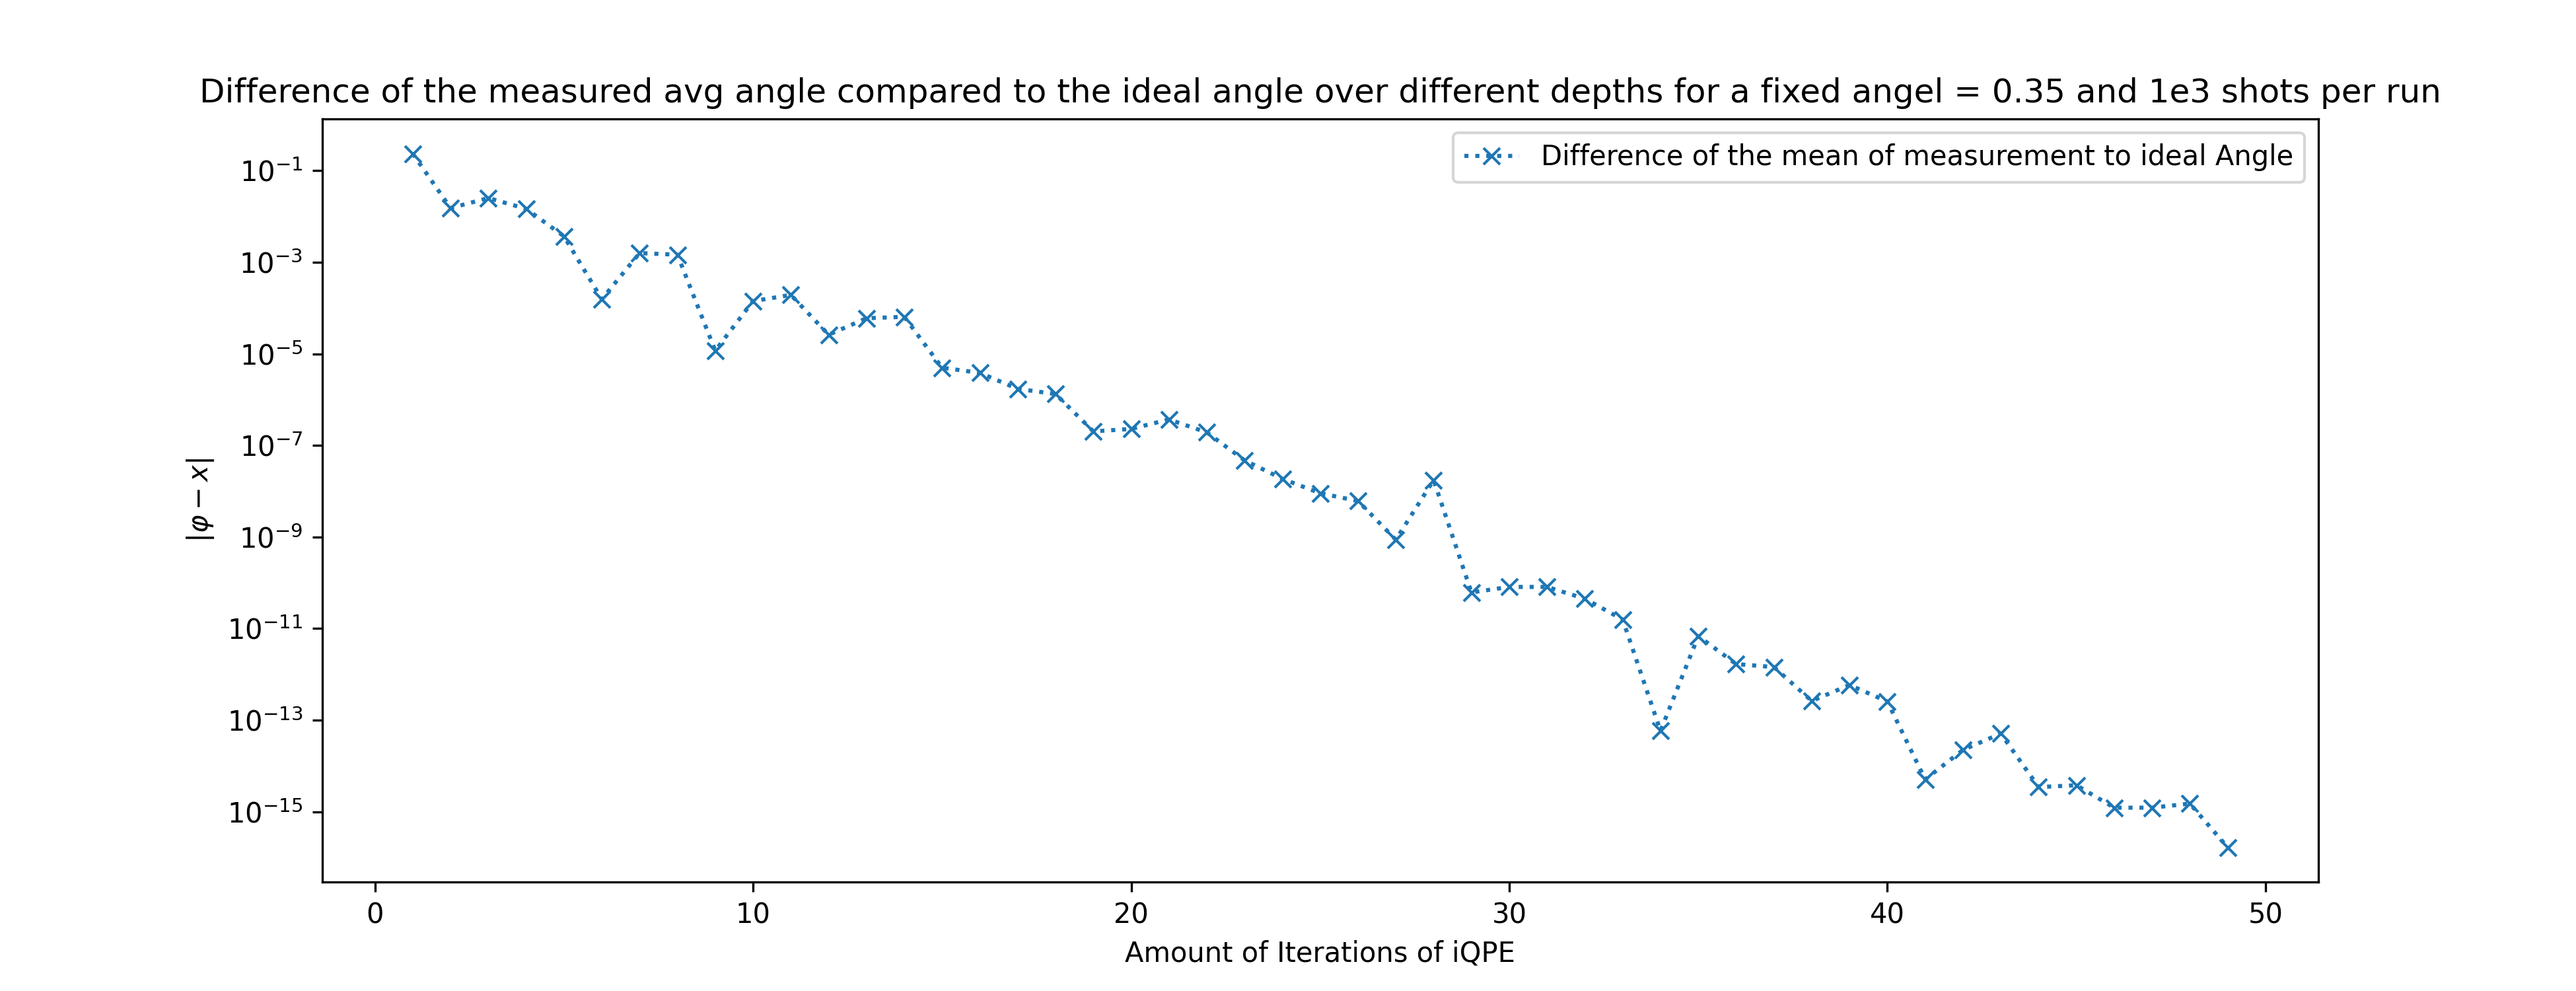 Difference of the measured avg angle compared to the ideal angle over different depths for a fixed angel = 0.35 and 1e3 shots per run
Difference of the mean of measurement to ideal Angle
10⁻¹
10⁻³
10⁻⁵
10⁻⁷
10⁻⁹
10⁻¹¹
10⁻¹³
10⁻¹⁵
|φ − x|
0 10 20 30 40 50
Amount of Iterations of iQPE